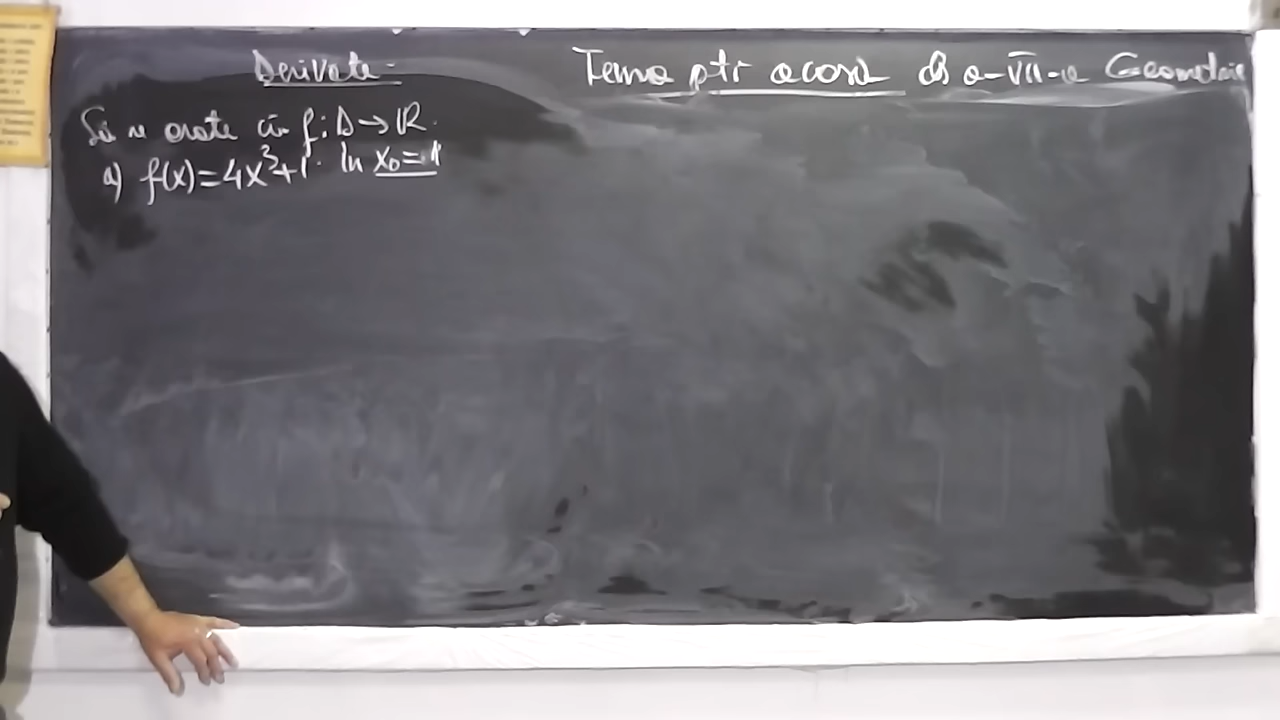 Derivate
Temă ptr acasă cls a-VII-a Geometrie
Să se arate că f:D→R.
a) f(x)=4x³+1. în x₀=1